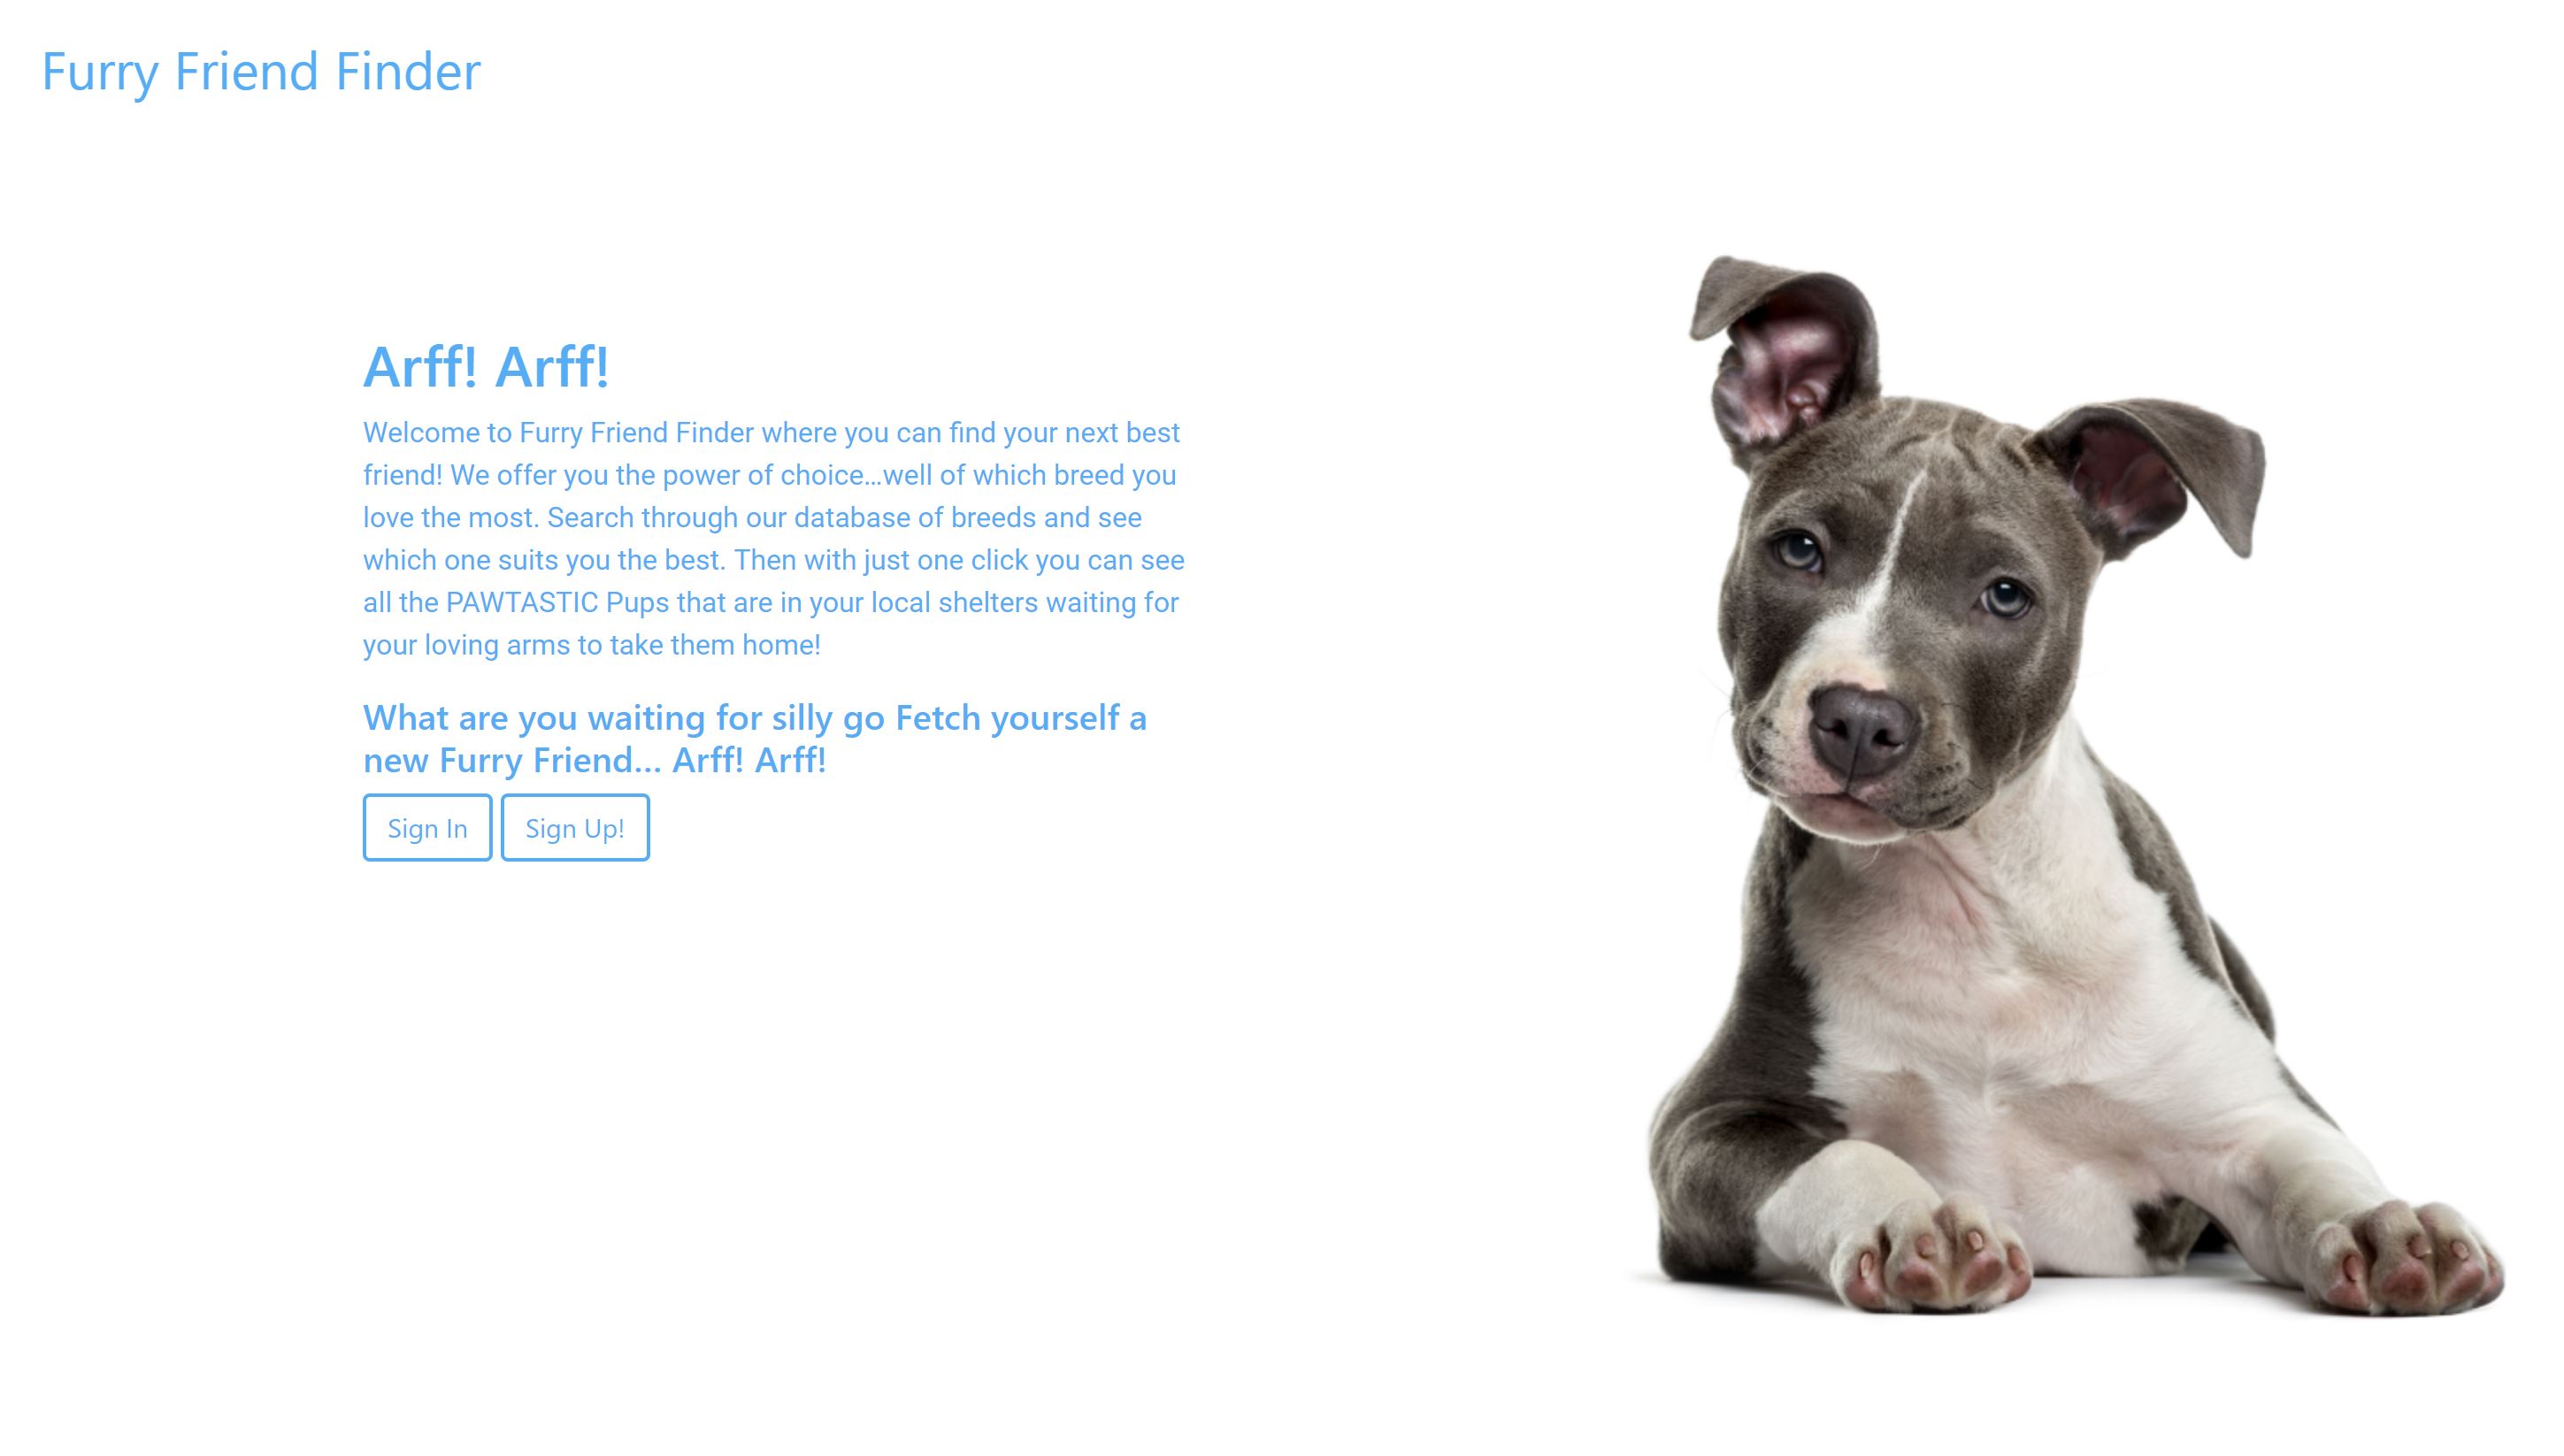 Furry Friend Finder
Arff! Arff!
Welcome to Furry Friend Finder where you can find your next best
friend! We offer you the power of choice...well of which breed you
love the most. Search through our database of breeds and see
which one suits you the best. Then with just one click you can see
all the PAWTASTIC Pups that are in your local shelters waiting for
your loving arms to take them home!
What are you waiting for silly go Fetch yourself a
new Furry Friend... Arff! Arff!
Sign In
Sign Up!